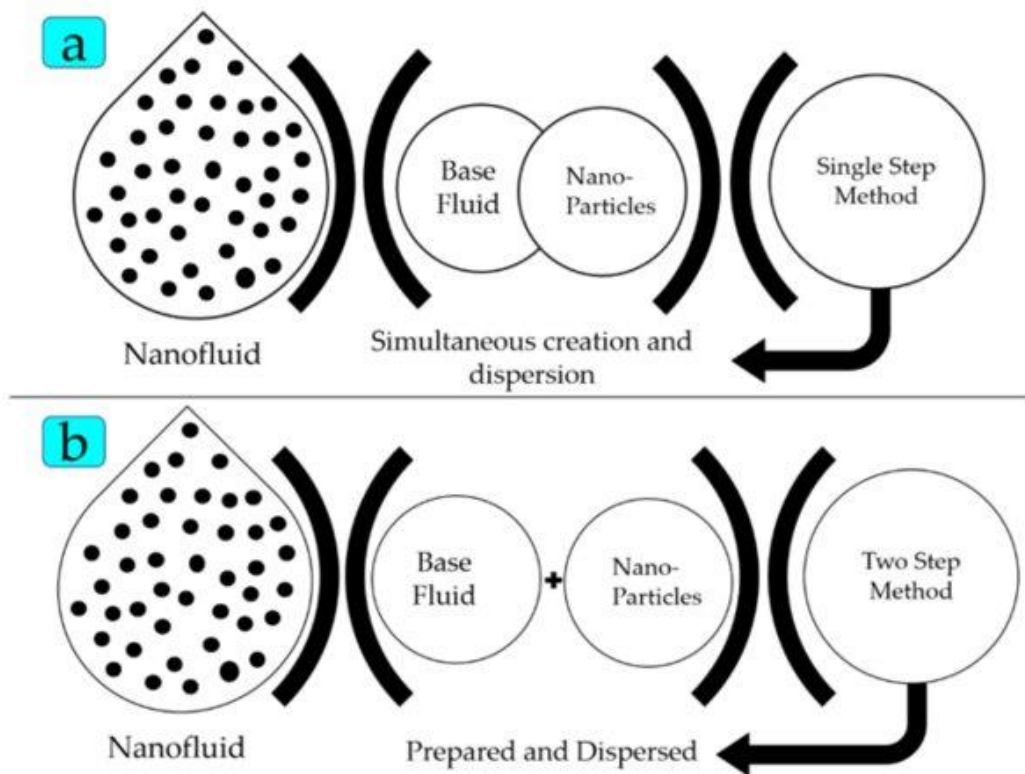 a
Base
Fluid
Nano-
Particles
Single Step
Method
Nanofluid
Simultaneous creation and
dispersion
b
Base
Fluid
+
Nano-
Particles
Two Step
Method
Nanofluid
Prepared and Dispersed